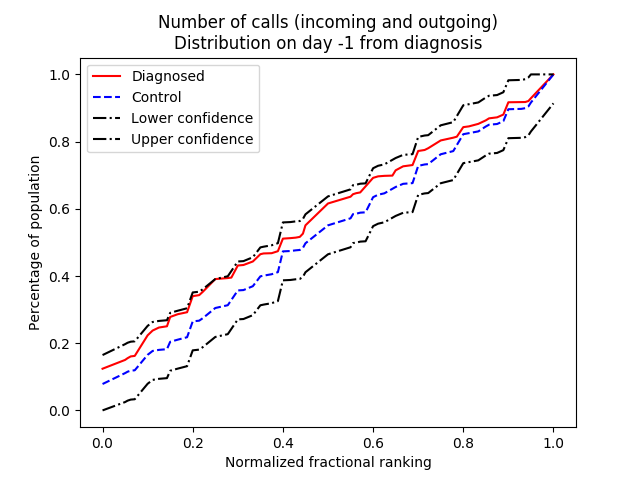 Number of calls (incoming and outgoing)
Distribution on day -1 from diagnosis
Diagnosed
Control
Lower confidence
Upper confidence
Percentage of population
1.0
0.8
0.6
0.4
0.2
0.0
0.0 0.2 0.4 0.6 0.8 1.0
Normalized fractional ranking